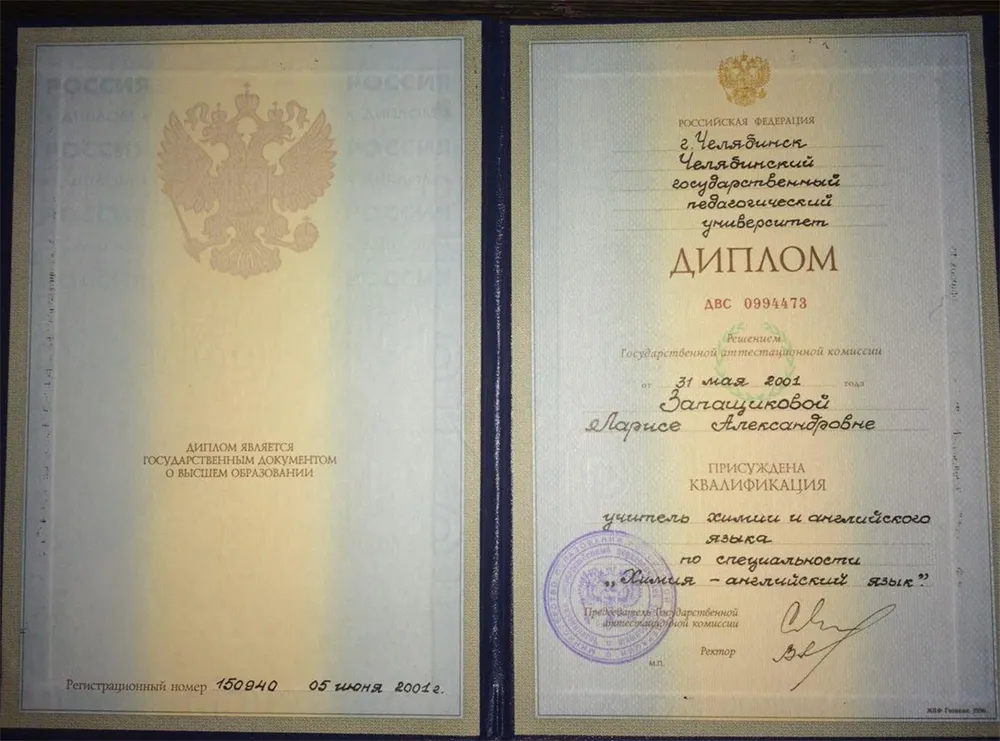 ДИПЛОМ ЯВЛЯЕТСЯ
ГОСУДАРСТВЕННЫМ ДОКУМЕНТОМ
О ВЫСШЕМ ОБРАЗОВАНИИ
Регистрационный номер 150940 05 июня 2001г.
РОССИЙСКАЯ ФЕДЕРАЦИЯ
г. Челябинск
Челябинский
государственный
педагогический
университет
ДИПЛОМ
ДВС 0994473
Решением
Государственной аттестационной комиссии
от 31 мая 2001 года
Запащиковой
Ларисе Александровне
ПРИСУЖДЕНА
КВАЛИФИКАЦИЯ
учитель химии и английского
языка
по специальности
„Химия - английский язык".
Председатель Государственной
аттестационной комиссии
Ректор
М.П.